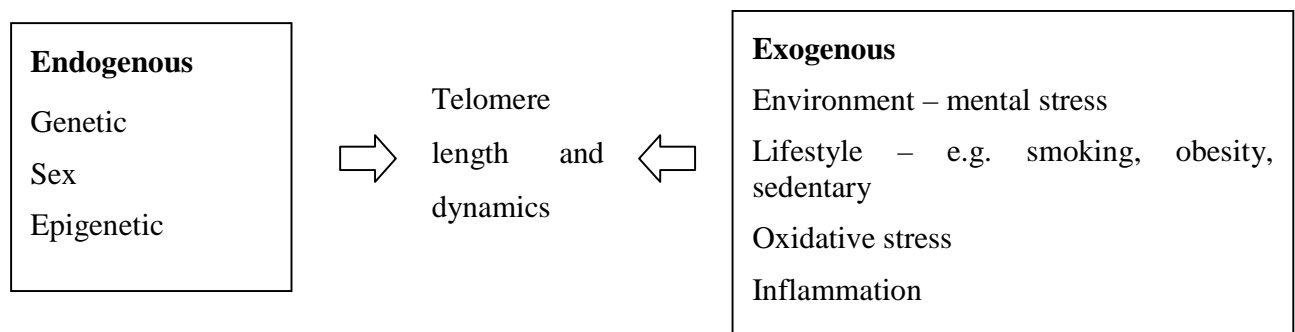 Endogenous
Genetic
Sex
Epigenetic
Telomere
length and
dynamics
Exogenous
Environment – mental stress
Lifestyle – e.g. smoking, obesity,
sedentary
Oxidative stress
Inflammation